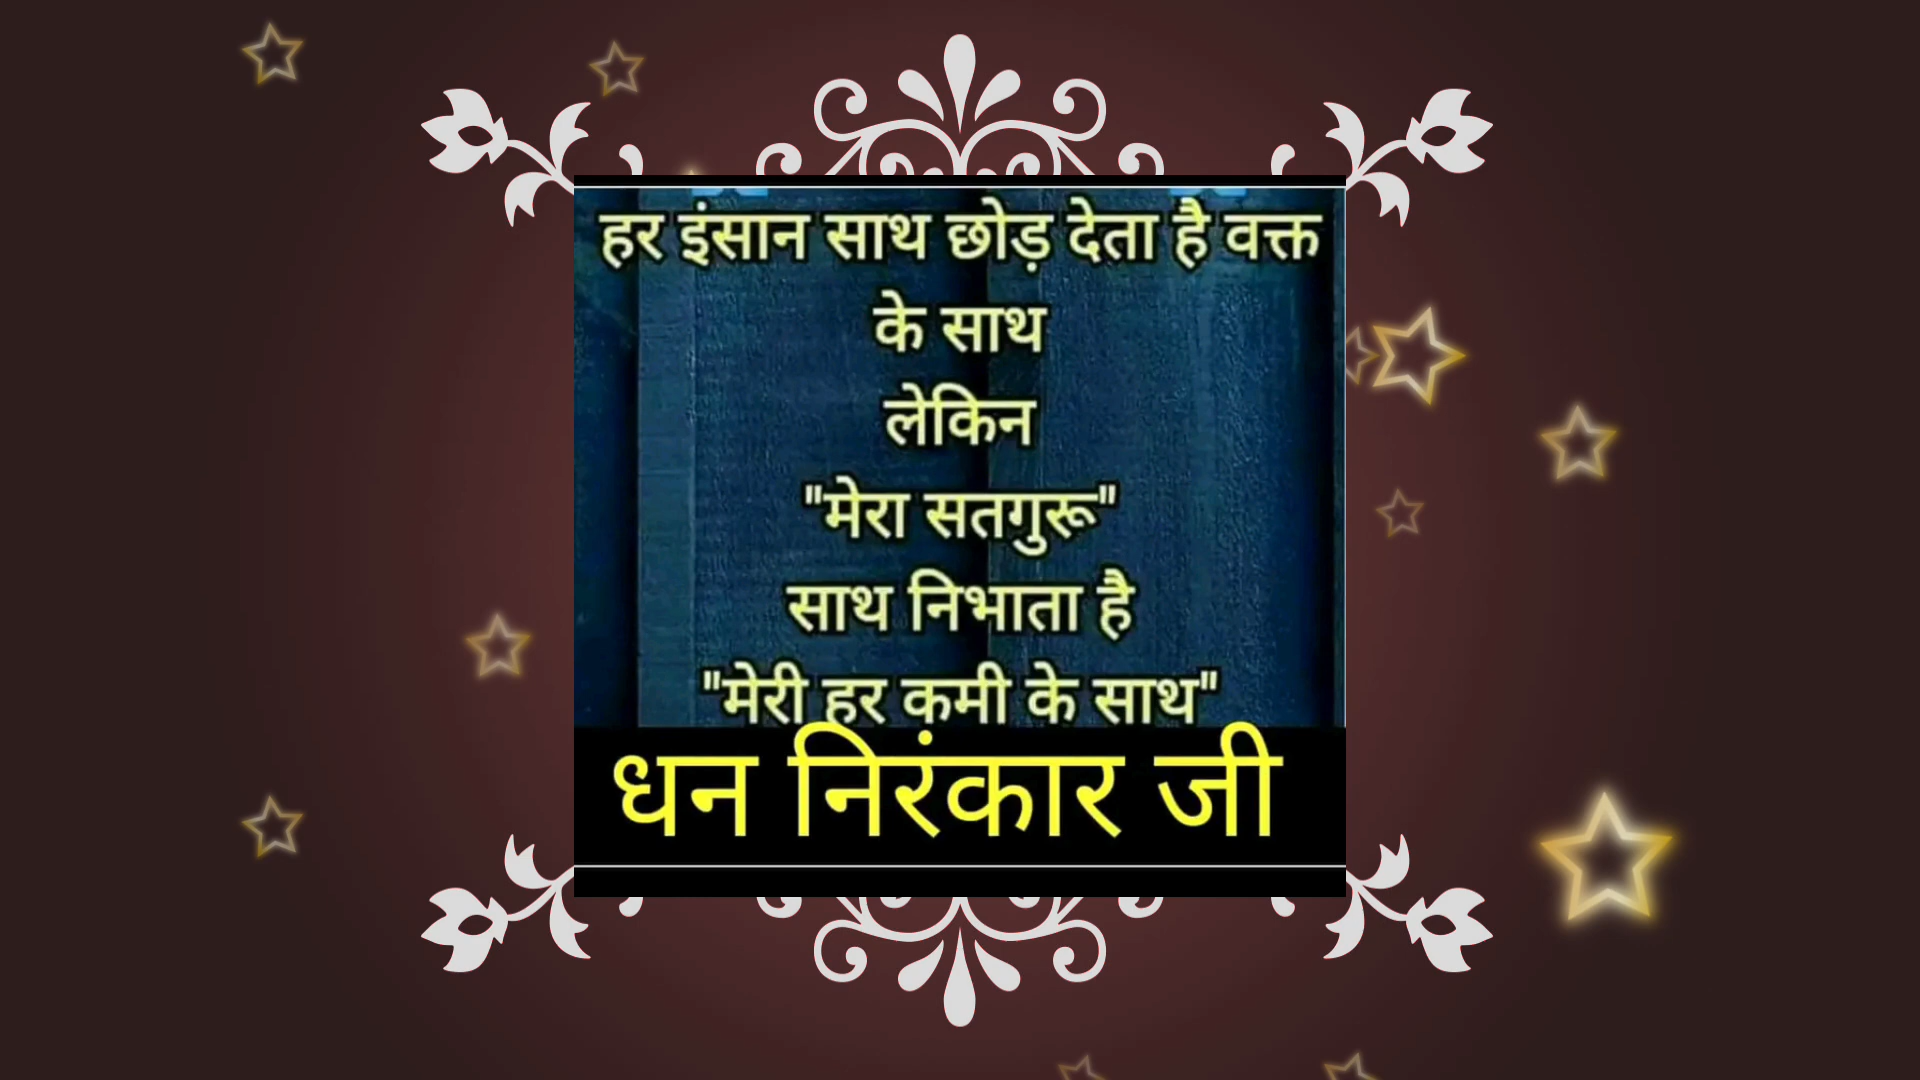 हर इंसान साथ छोड़ देता है वक्त
के साथ
लेकिन
"मेरा सतगुरू"
साथ निभाता है
"मेरी हर कमी के साथ"
धन निरंकार जी